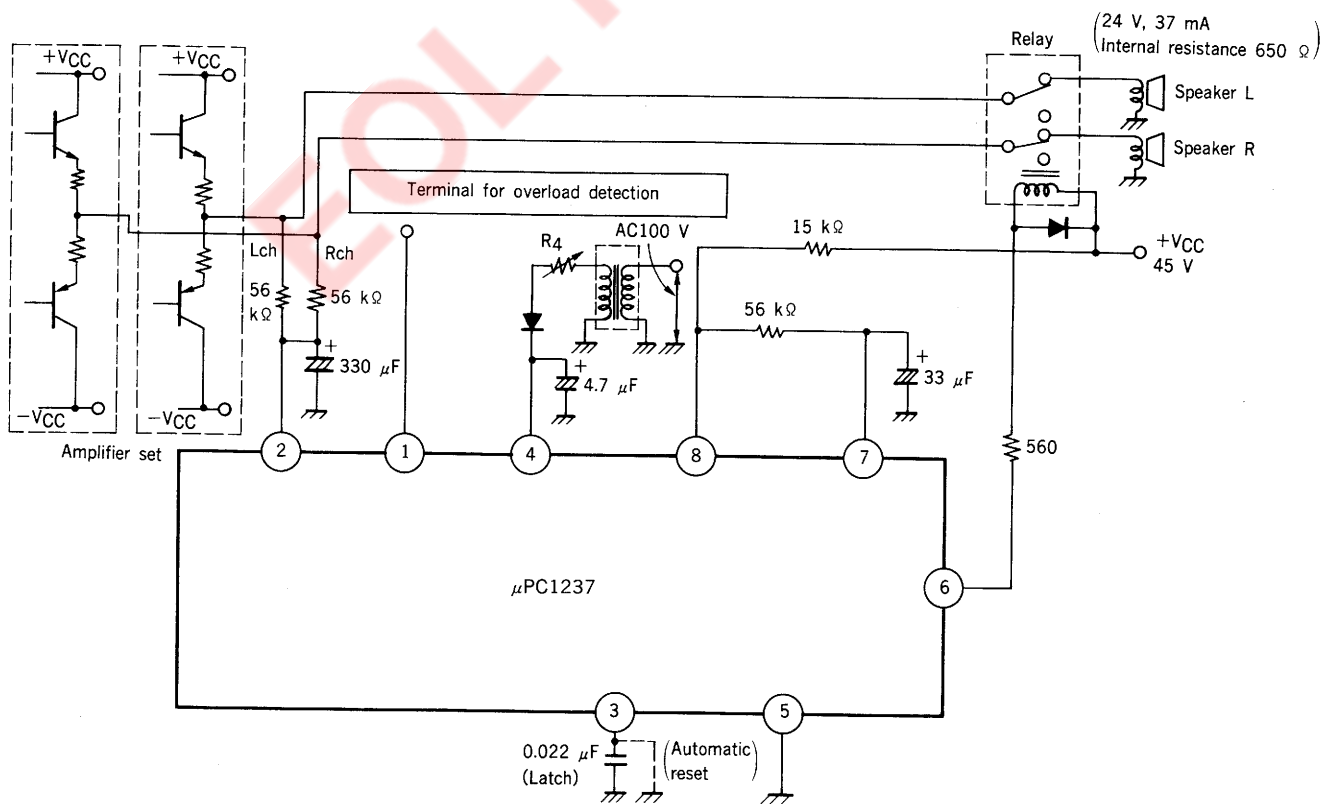 EOL
(24 V, 37 mA
Internal resistance 650 Ω)
Relay
+VCC
+VCC
Speaker L
Speaker R
Terminal for overload detection
AC100 V
R4
15 kΩ
+VCC
45 V
Lch
Rch
56
kΩ
56 kΩ
56 kΩ
+
330 μF
+
4.7 μF
+
33 μF
-VCC
-VCC
Amplifier set
2
1
4
8
7
560
μPC1237
6
3
5
0.022 μF
(Latch)
(Automatic
reset